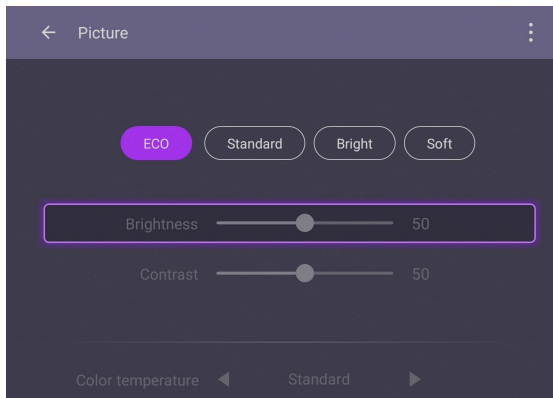 Picture
ECO Standard Bright Soft
Brightness 50
Contrast 50
Color temperature Standard